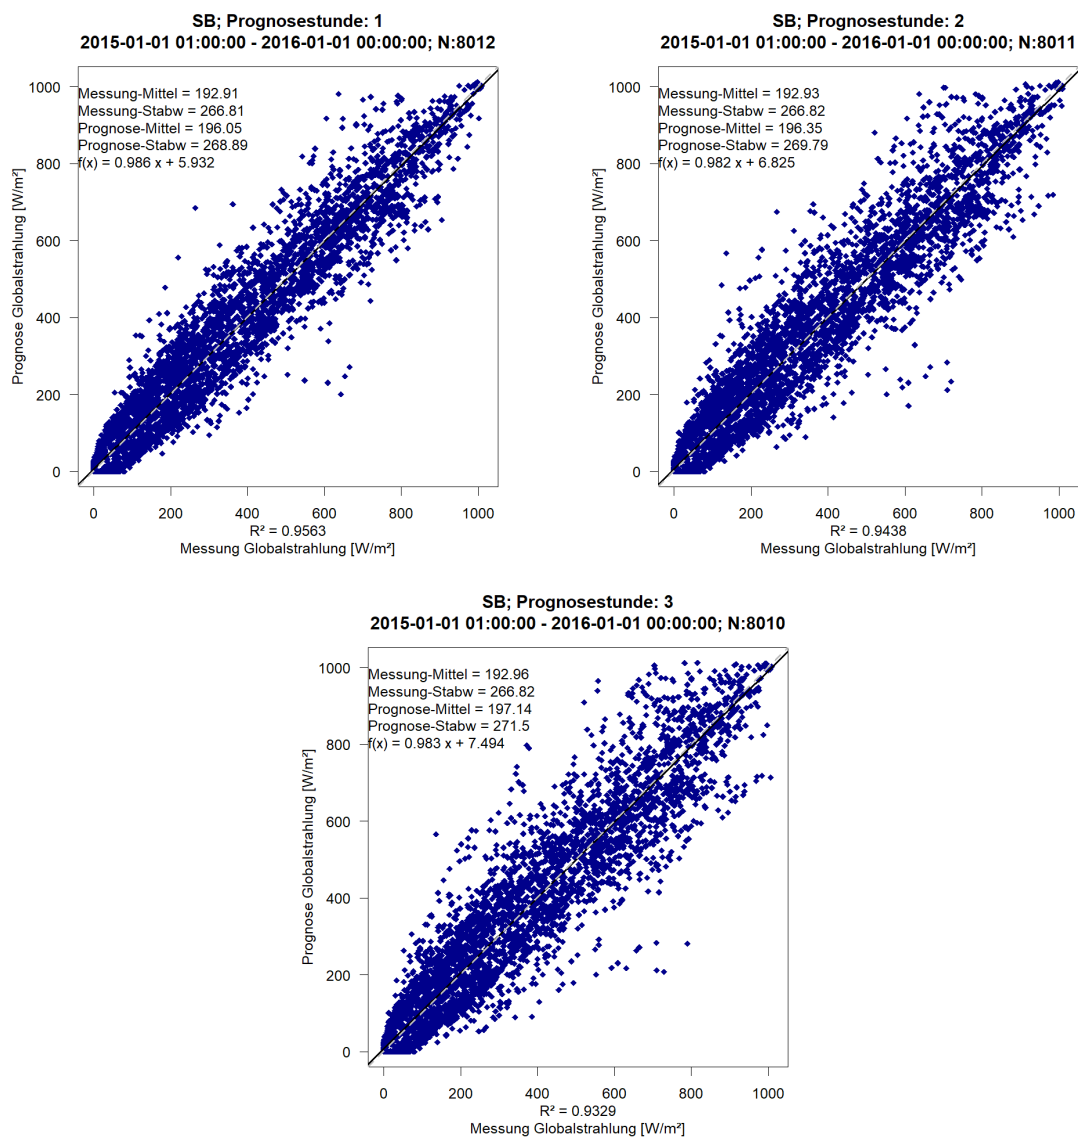 SB; Prognosestunde: 1
2015-01-01 01:00:00 - 2016-01-01 00:00:00; N:8012
Messung-Mittel = 192.91
Messung-Stabw = 266.81
Prognose-Mittel = 196.05
Prognose-Stabw = 268.89
f(x) = 0.986 x + 5.932
Prognose Globalstrahlung [W/m²]
1000
800
600
400
200
0
0 200 400 600 800 1000
R² = 0.9563
Messung Globalstrahlung [W/m²]
SB; Prognosestunde: 2
2015-01-01 01:00:00 - 2016-01-01 00:00:00; N:8011
Messung-Mittel = 192.93
Messung-Stabw = 266.82
Prognose-Mittel = 196.35
Prognose-Stabw = 269.79
f(x) = 0.982 x + 6.825
Prognose Globalstrahlung [W/m²]
1000
800
600
400
200
0
0 200 400 600 800 1000
R² = 0.9438
Messung Globalstrahlung [W/m²]
SB; Prognosestunde: 3
2015-01-01 01:00:00 - 2016-01-01 00:00:00; N:8010
Messung-Mittel = 192.96
Messung-Stabw = 266.82
Prognose-Mittel = 197.14
Prognose-Stabw = 271.5
f(x) = 0.983 x + 7.494
Prognose Globalstrahlung [W/m²]
1000
800
600
400
200
0
0 200 400 600 800 1000
R² = 0.9329
Messung Globalstrahlung [W/m²]